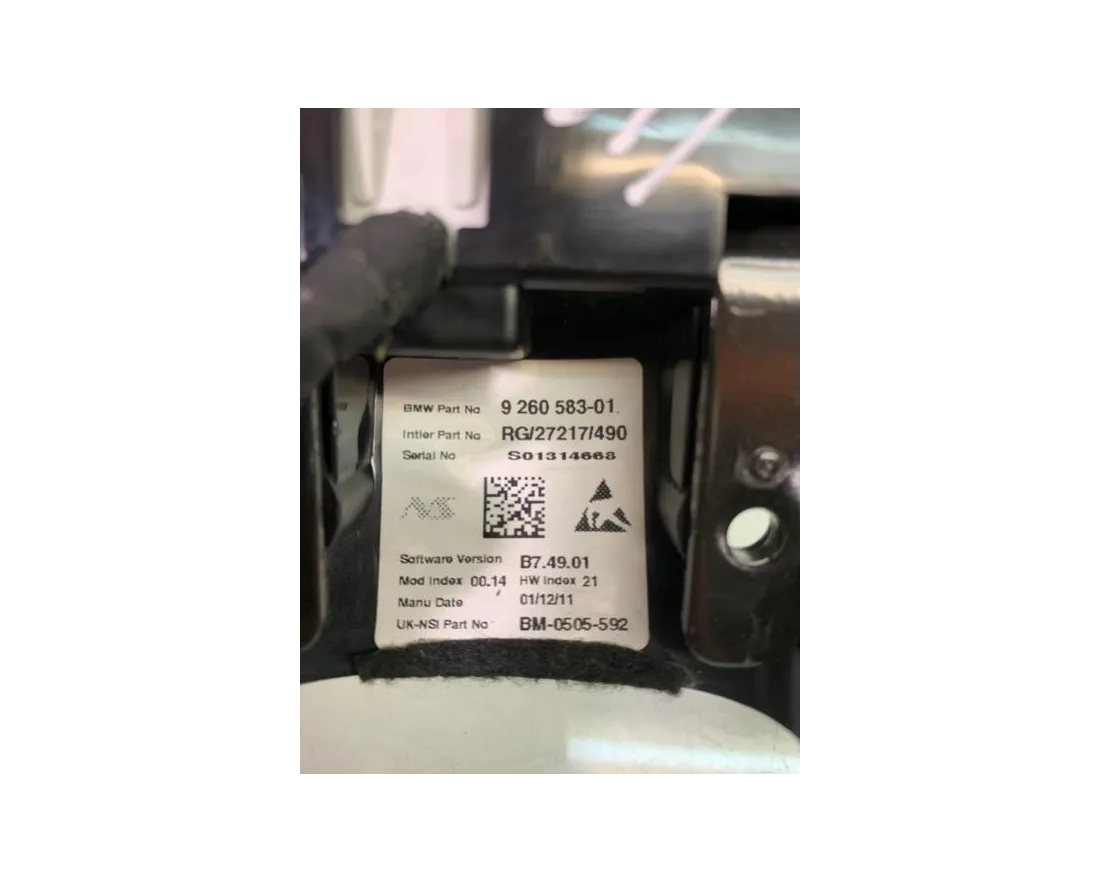 BMW Part No 9 260 583-01.
Intier Part No RG/27217/490
Serial No S01314668
Software Version B7.49.01
Mod Index 00.14 HW Index 21
Manu Date 01/12/11
UK-NSI Part No BM-0505-592